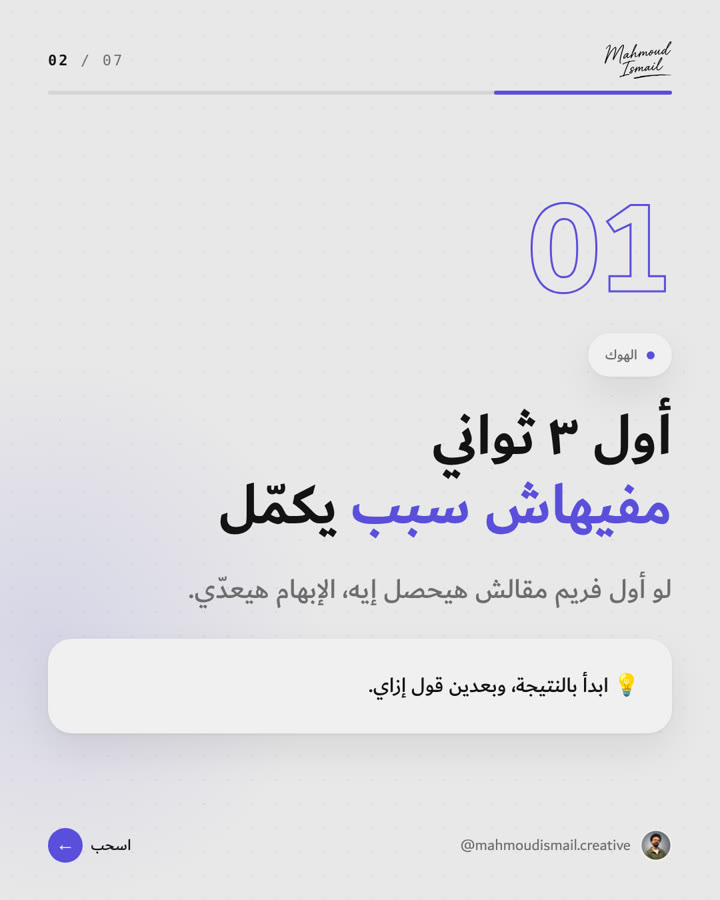 02 / 07
Mahmoud
Ismail
01
الهوك
أول ٣ ثواني
مفيهاش سبب يكمّل
لو أول فريم مقالش هيحصل إيه، الإبهام هيعدّي.
💡 ابدأ بالنتيجة، وبعدين قول إزاي.
@mahmoudismail.creative
اسحب ←